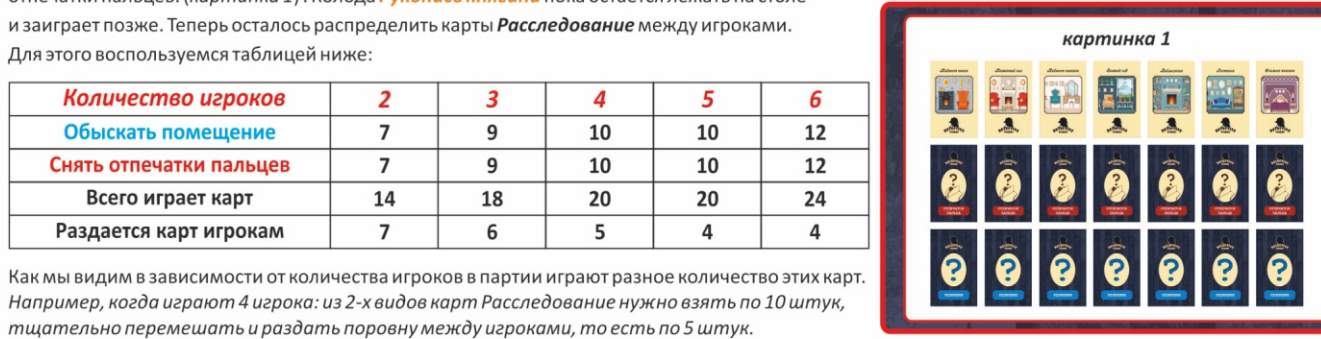 и заиграет позже. Теперь осталось распределить карты Расследование между игроками.
Для этого воспользуемся таблицей ниже:
Количество игроков 2 3 4 5 6
Обыскать помещение 7 9 10 10 12
Снять отпечатки пальцев 7 9 10 10 12
Всего играет карт 14 18 20 20 24
Раздается карт игрокам 7 6 5 4 4
Как мы видим в зависимости от количества игроков в партии играют разное количество этих карт.
Например, когда играют 4 игрока: из 2-х видов карт Расследование нужно взять по 10 штук,
тщательно перемешать и раздать поровну между игроками, то есть по 5 штук.
картинка 1
? ? ? ? ? ? ?
? ? ? ? ? ? ?